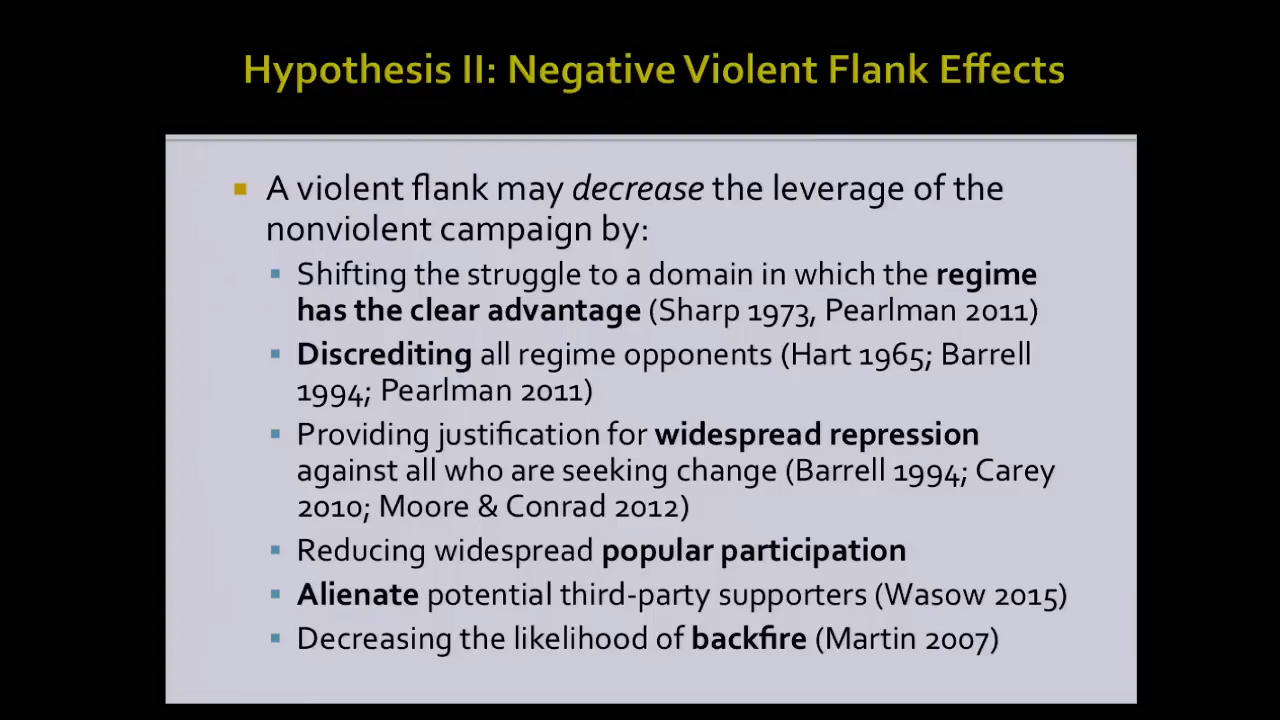 Hypothesis II: Negative Violent Flank Effects
A violent flank may decrease the leverage of the
nonviolent campaign by:
Shifting the struggle to a domain in which the regime
has the clear advantage (Sharp 1973, Pearlman 2011)
Discrediting all regime opponents (Hart 1965; Barrell
1994; Pearlman 2011)
Providing justification for widespread repression
against all who are seeking change (Barrell 1994; Carey
2010; Moore & Conrad 2012)
Reducing widespread popular participation
Alienate potential third-party supporters (Wasow 2015)
Decreasing the likelihood of backfire (Martin 2007)